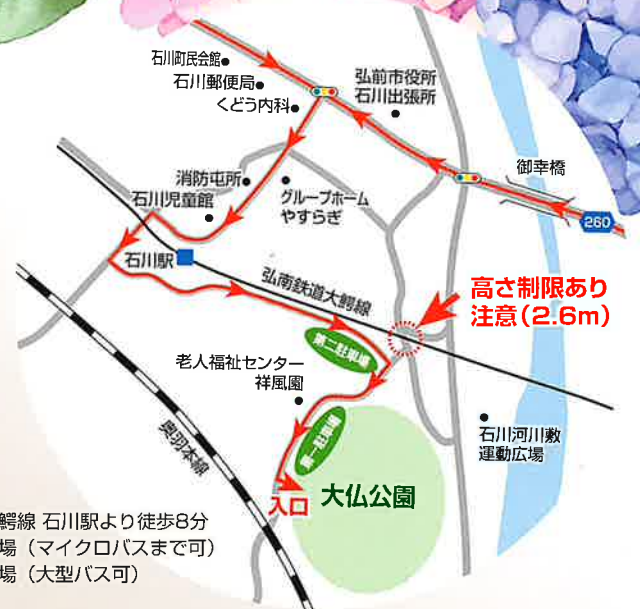 石川町民会館
石川郵便局
くどう内科
弘前市役所
石川出張所
御幸橋
260
消防屯所
石川児童館
グループホーム
やすらぎ
石川駅
弘南鉄道大鰐線
高さ制限あり
注意(2.6m)
第二駐車場
老人福祉センター
祥風園
第一駐車場
石川河川敷
運動広場
奥羽本線
入口
大仏公園
鰐線 石川駅より徒歩8分
場(マイクロバスまで可)
場(大型バス可)